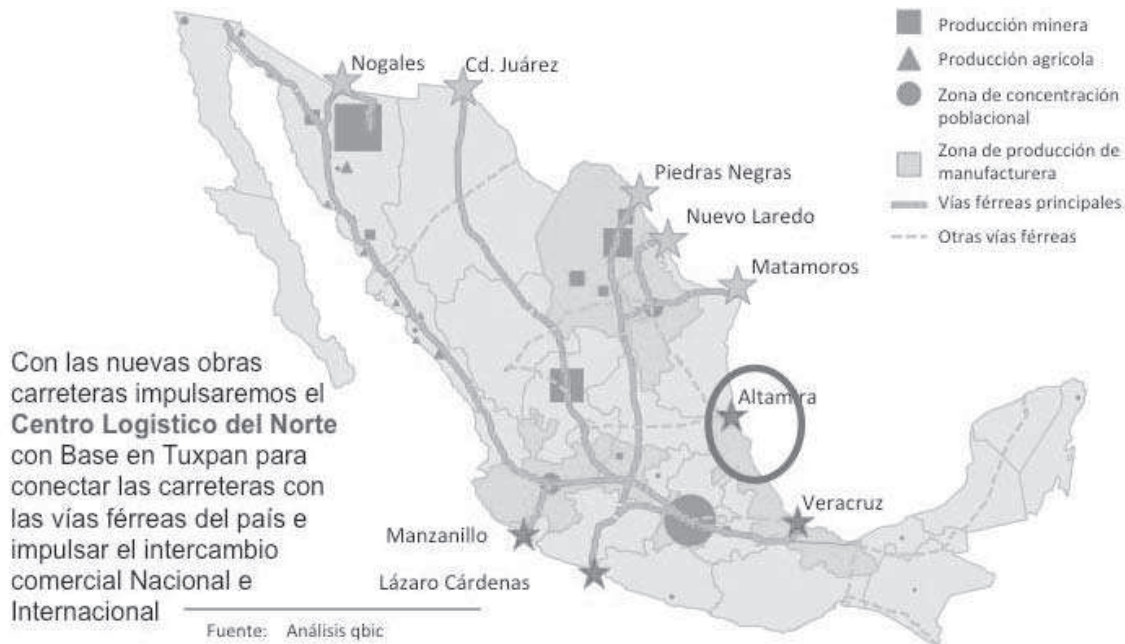 Producción minera
Producción agrícola
Zona de concentración
poblacional
Zona de producción de
manufacturera
Vías férreas principales
Otras vías férreas
Nogales
Cd. Juárez
Piedras Negras
Nuevo Laredo
Matamoros
Altamira
Veracruz
Manzanillo
Lázaro Cárdenas
Con las nuevas obras
carreteras impulsaremos el
Centro Logistico del Norte
con Base en Tuxpan para
conectar las carreteras con
las vías férreas del país e
impulsar el intercambio
comercial Nacional e
Internacional
Fuente: Análisis qbic